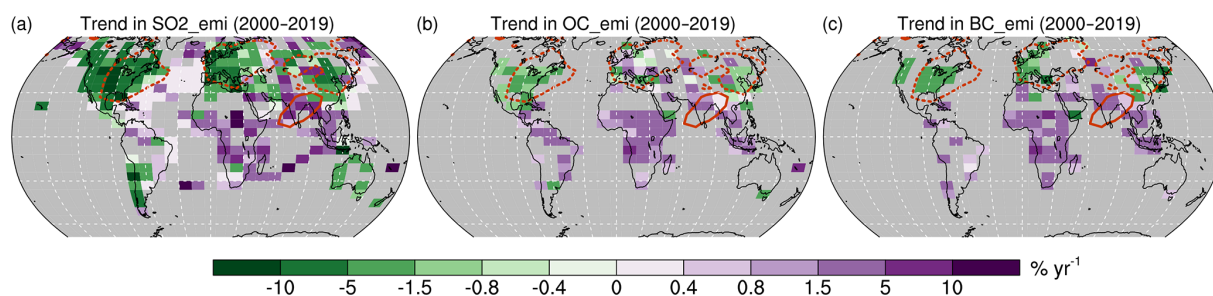 (a) Trend in SO2_emi (2000−2019)
(b) Trend in OC_emi (2000−2019)
(c) Trend in BC_emi (2000−2019)
-10 -5 -1.5 -0.8 -0.4 0 0.4 0.8 1.5 5 10 % yr-1